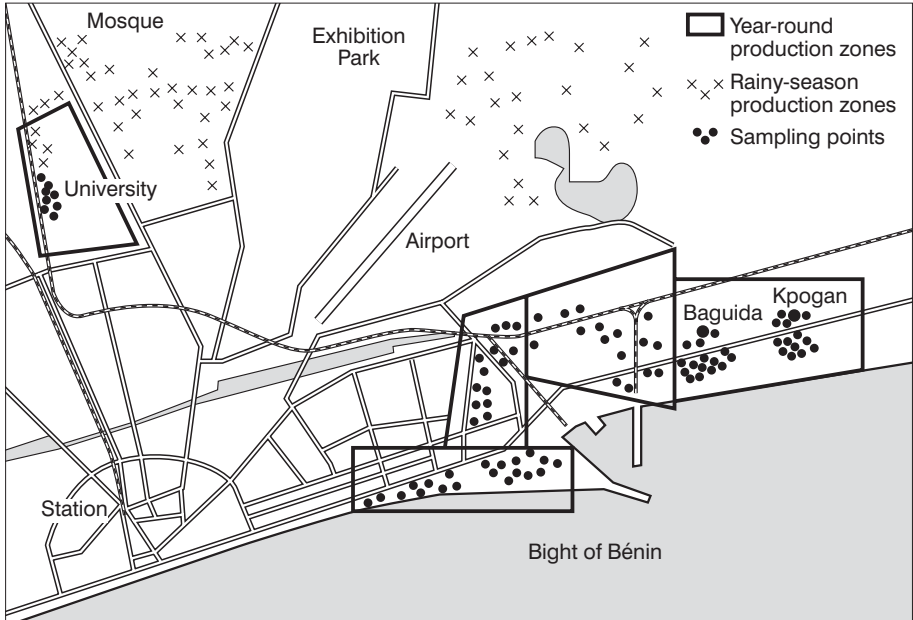 Mosque
Exhibition
Park
Year-round
production zones
Rainy-season
production zones
Sampling points
University
Airport
Baguida
Kpogan
Station
Bight of Bénin